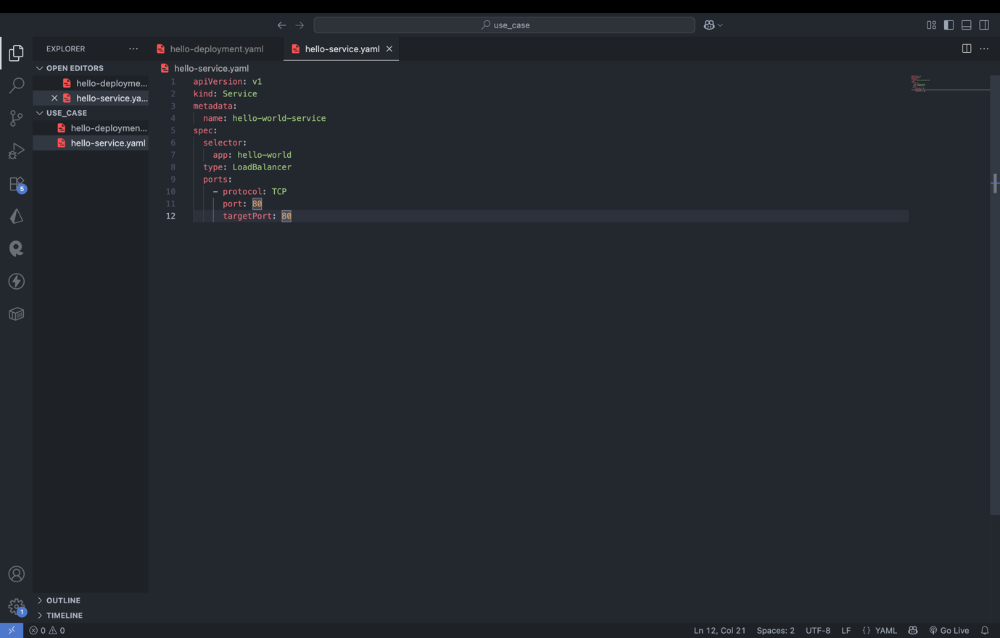 use_case
EXPLORER
hello-deployment.yaml
hello-service.yaml
OPEN EDITORS
hello-deployme...
hello-service.ya...
USE_CASE
hello-deploymen...
hello-service.yaml
hello-service.yaml
1 apiVersion: v1
2 kind: Service
3 metadata:
4 name: hello-world-service
5 spec:
6 selector:
7 app: hello-world
8 type: LoadBalancer
9 ports:
10 - protocol: TCP
11 port: 80
12 targetPort: 80
5
OUTLINE
1
TIMELINE
0 0
Ln 12, Col 21 Spaces: 2 UTF-8 LF {} YAML Go Live